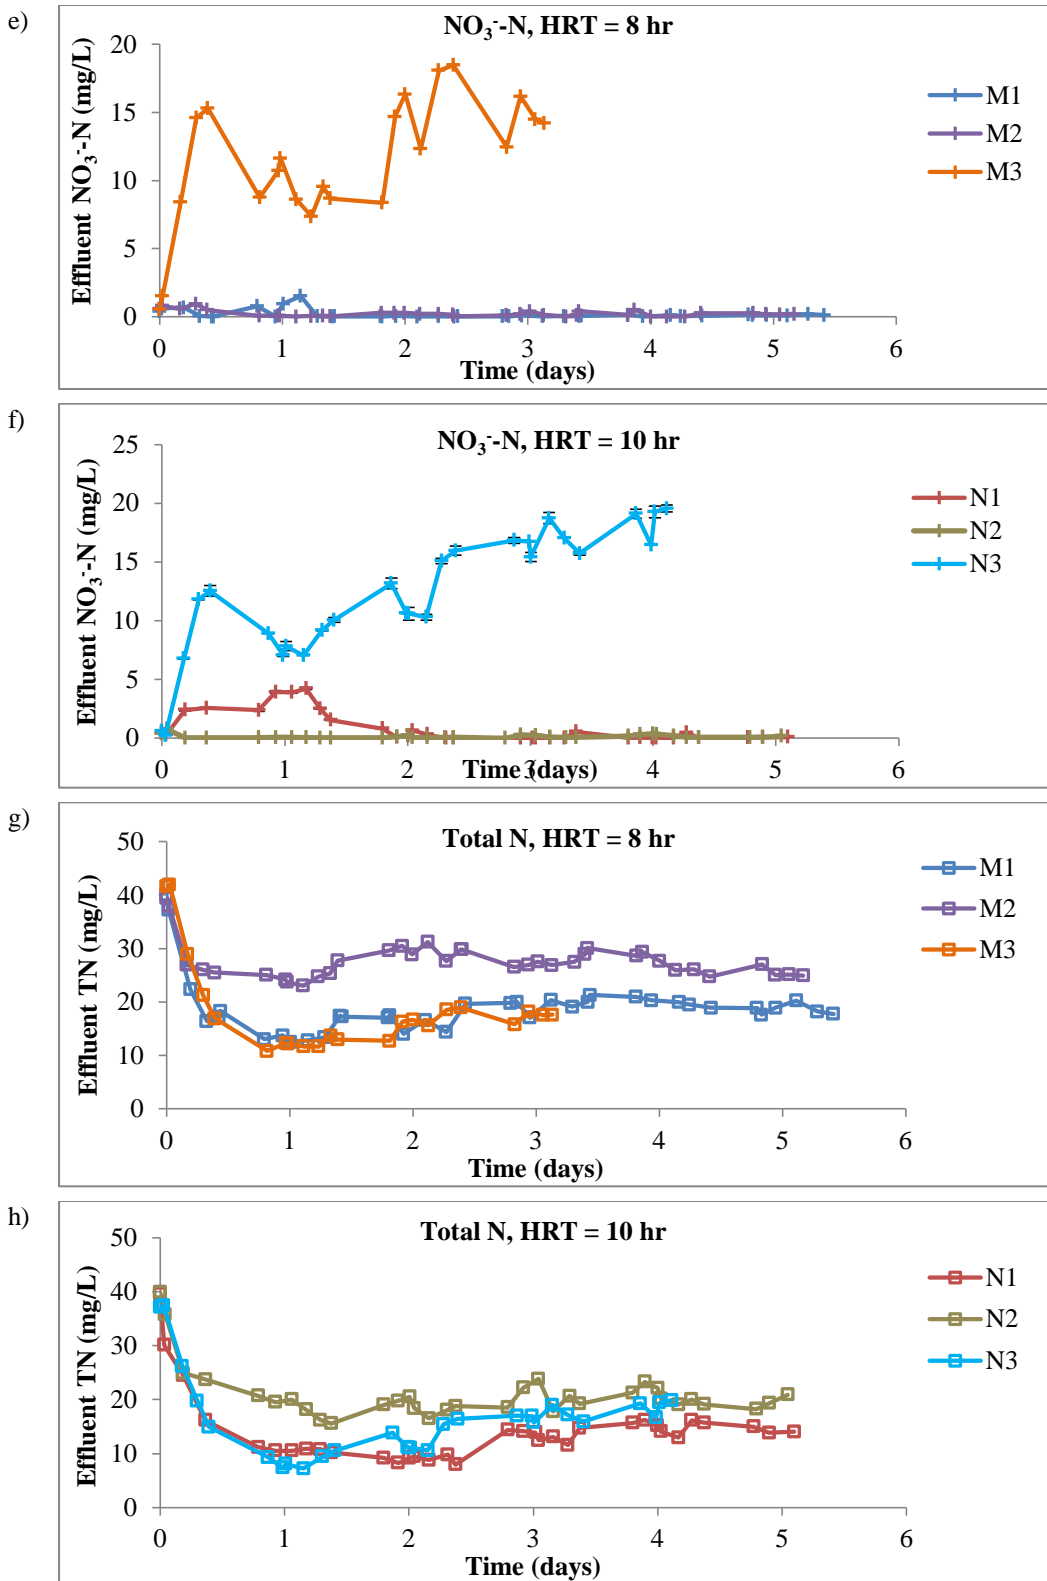 e)
NO₃⁻-N, HRT = 8 hr
Effluent NO₃⁻-N (mg/L)
20
15
10
5
0
0 1 2 3 4 5 6
Time (days)
M1
M2
M3
f)
NO₃⁻-N, HRT = 10 hr
Effluent NO₃⁻-N (mg/L)
25
20
15
10
5
0
0 1 2 3 4 5 6
Time (days)
N1
N2
N3
g)
Total N, HRT = 8 hr
Effluent TN (mg/L)
50
40
30
20
10
0
0 1 2 3 4 5 6
Time (days)
M1
M2
M3
h)
Total N, HRT = 10 hr
Effluent TN (mg/L)
50
40
30
20
10
0
0 1 2 3 4 5 6
Time (days)
N1
N2
N3